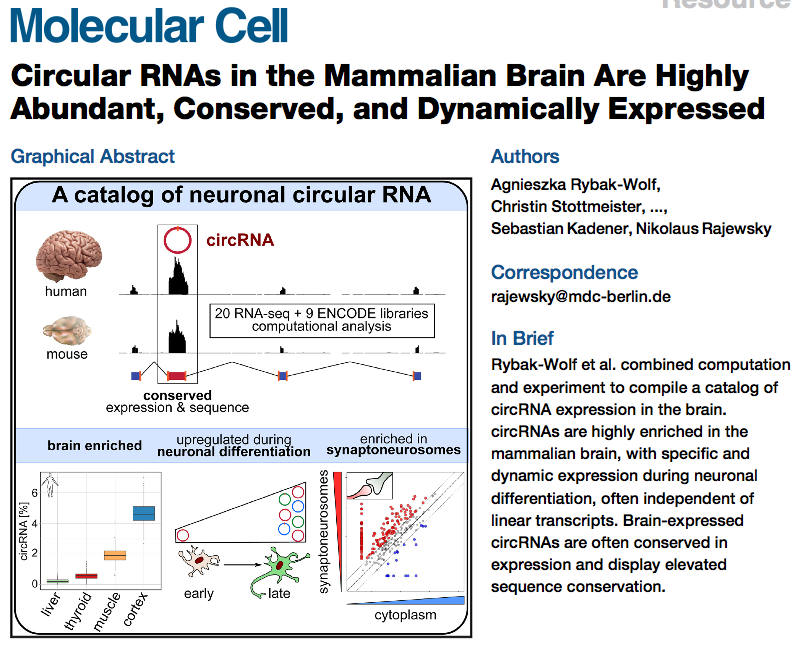 Resource
Molecular Cell
Circular RNAs in the Mammalian Brain Are Highly
Abundant, Conserved, and Dynamically Expressed
Graphical Abstract
A catalog of neuronal circular RNA
circRNA
human
20 RNA-seq + 9 ENCODE libraries
computational analysis
mouse
conserved
expression & sequence
brain enriched
upregulated during
neuronal differentiation
enriched in
synaptoneurosomes
circRNA [%]
6
4
2
0
liver
thyroid
muscle
cortex
early
late
synaptoneurosomes
cytoplasm
Authors
Agnieszka Rybak-Wolf,
Christin Stottmeister, ...,
Sebastian Kadener, Nikolaus Rajewsky
Correspondence
rajewsky@mdc-berlin.de
In Brief
Rybak-Wolf et al. combined computation
and experiment to compile a catalog of
circRNA expression in the brain.
circRNAs are highly enriched in the
mammalian brain, with specific and
dynamic expression during neuronal
differentiation, often independent of
linear transcripts. Brain-expressed
circRNAs are often conserved in
expression and display elevated
sequence conservation.